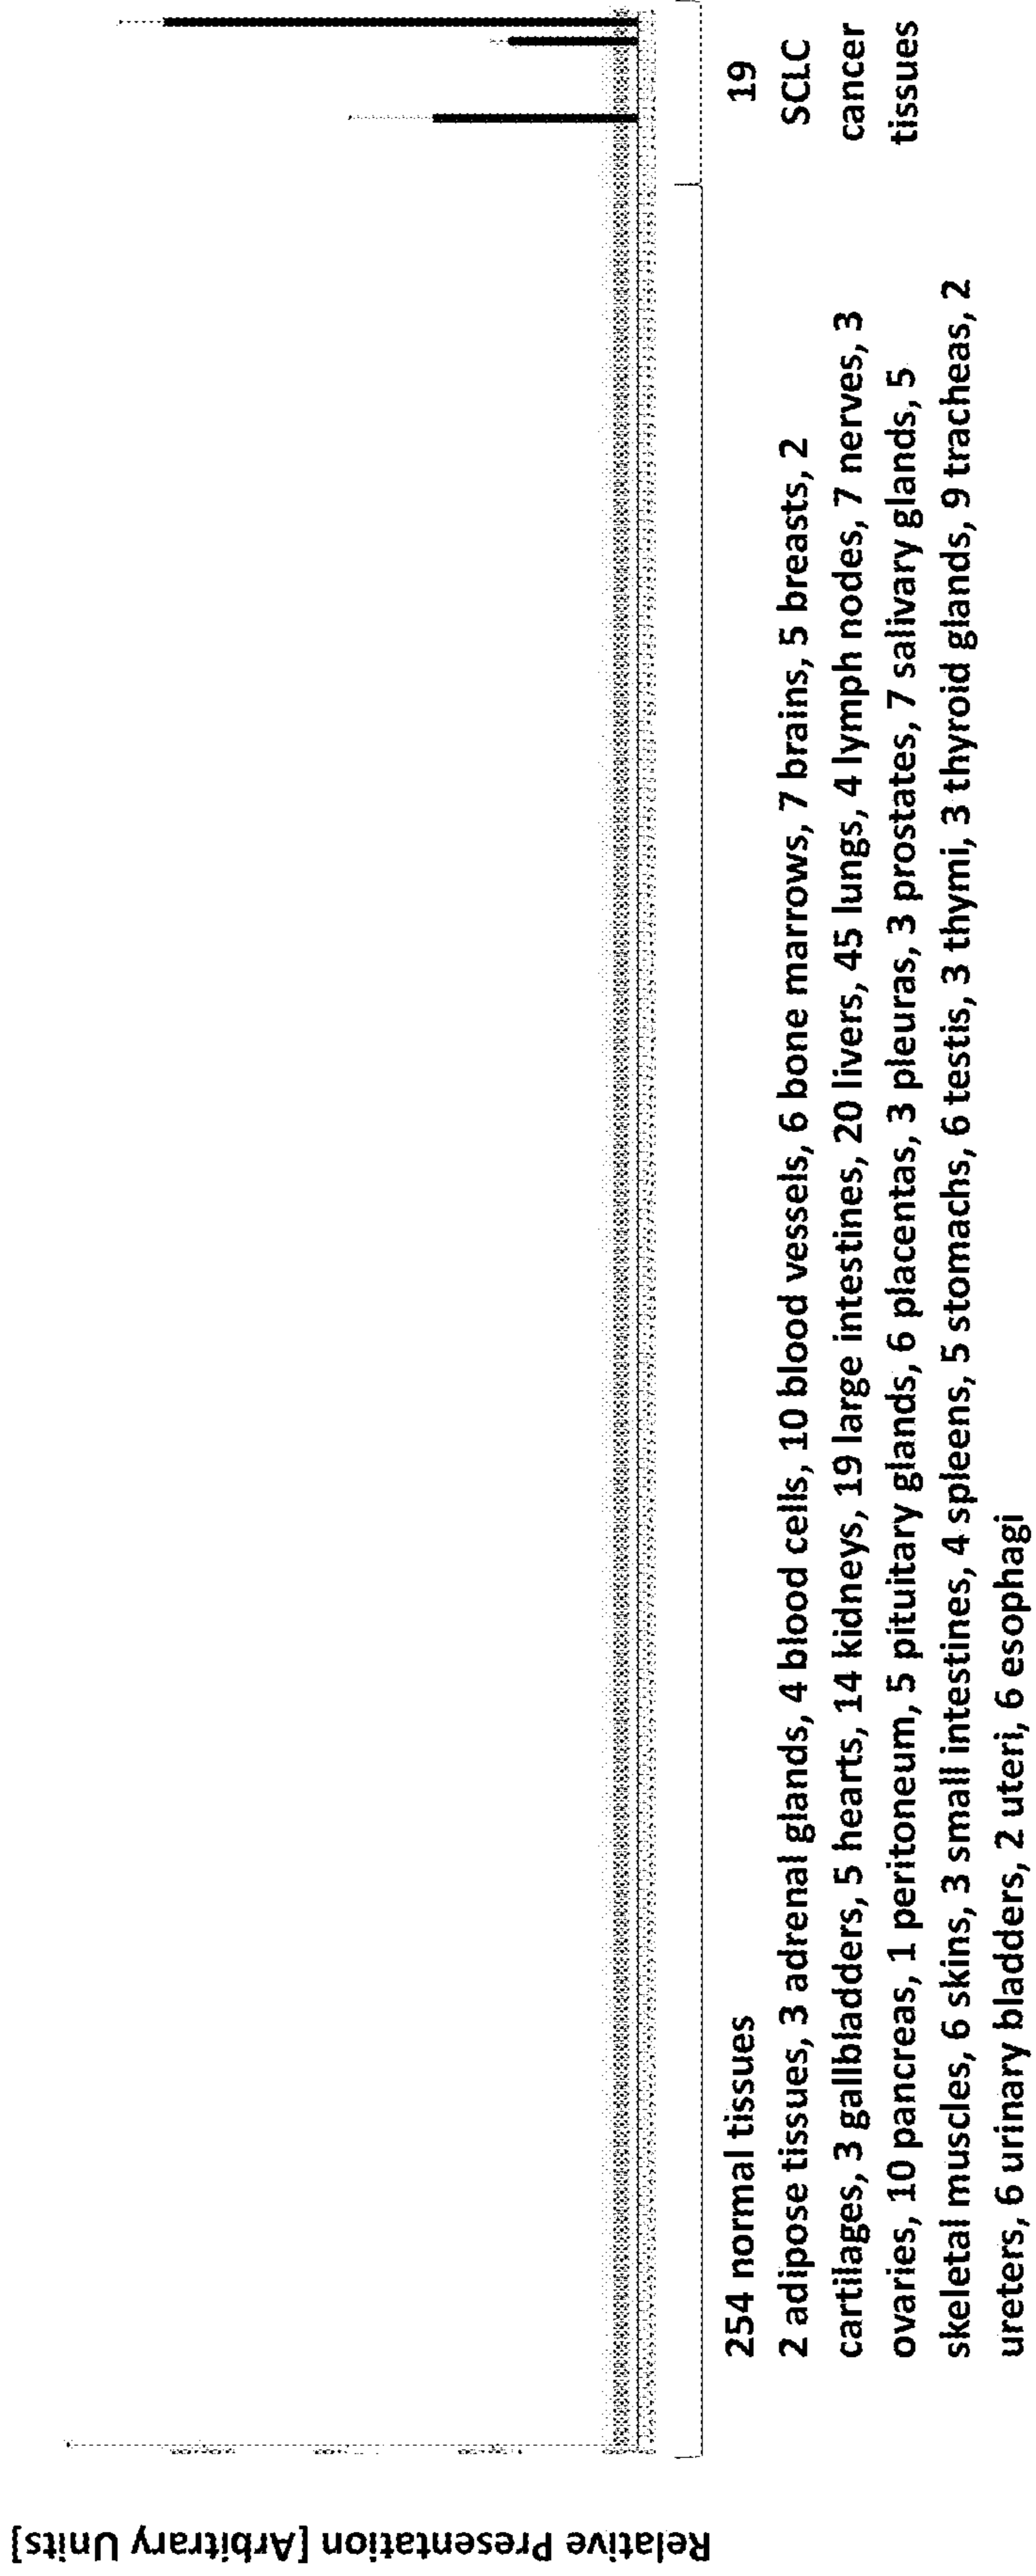 Relative Presentation [Arbitrary Units]
254 normal tissues
2 adipose tissues, 3 adrenal glands, 4 blood cells, 10 blood vessels, 6 bone marrows, 7 brains, 5 breasts, 2
cartilages, 3 gallbladders, 5 hearts, 14 kidneys, 19 large intestines, 20 livers, 45 lungs, 4 lymph nodes, 7 nerves, 3
ovaries, 10 pancreas, 1 peritoneum, 5 pituitary glands, 6 placentas, 3 pleuras, 3 prostates, 7 salivary glands, 5
skeletal muscles, 6 skins, 3 small intestines, 4 spleens, 5 stomachs, 6 testis, 3 thymi, 3 thyroid glands, 9 tracheas, 2
ureters, 6 urinary bladders, 2 uteri, 6 esophagi
19
SCLC
cancer
tissues